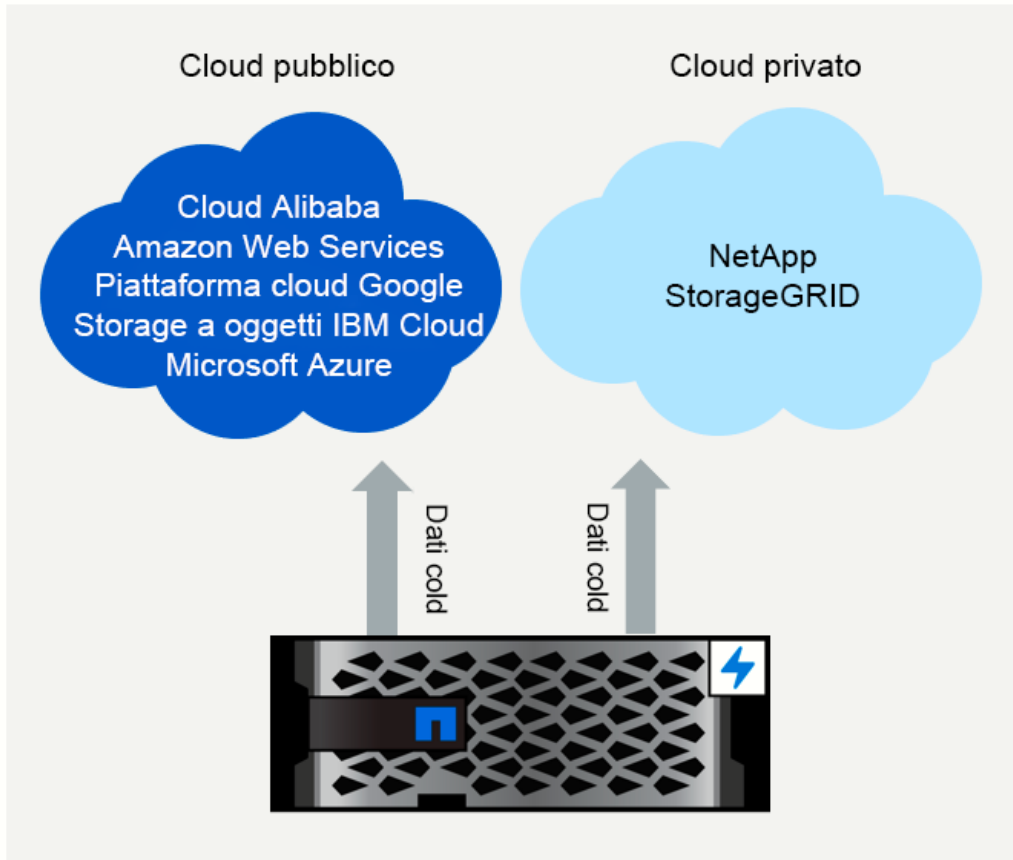 Cloud pubblico
Cloud privato
Cloud Alibaba
Amazon Web Services
Piattaforma cloud Google
Storage a oggetti IBM Cloud
Microsoft Azure
NetApp
StorageGRID
Dati cold
Dati cold